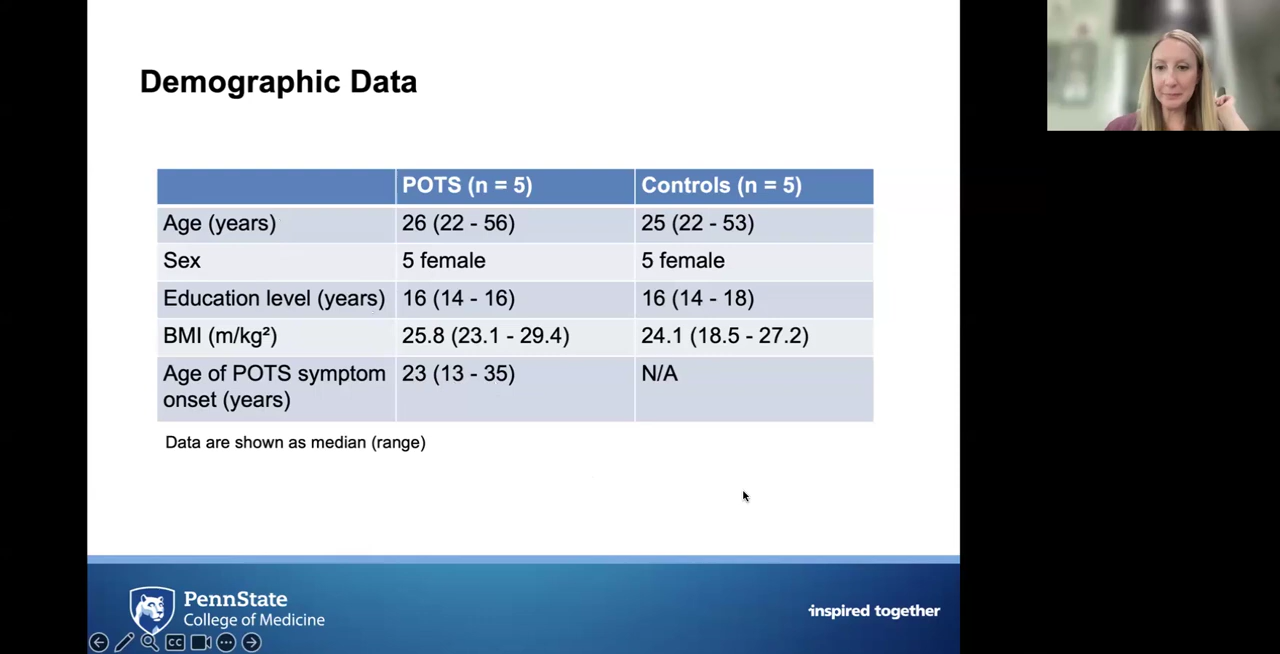 Demographic Data
POTS (n = 5) Controls (n = 5)
Age (years) 26 (22 - 56) 25 (22 - 53)
Sex 5 female 5 female
Education level (years) 16 (14 - 16) 16 (14 - 18)
BMI (m/kg²) 25.8 (23.1 - 29.4) 24.1 (18.5 - 27.2)
Age of POTS symptom 23 (13 - 35) N/A
onset (years)
Data are shown as median (range)
PennState
College of Medicine
inspired together
CC